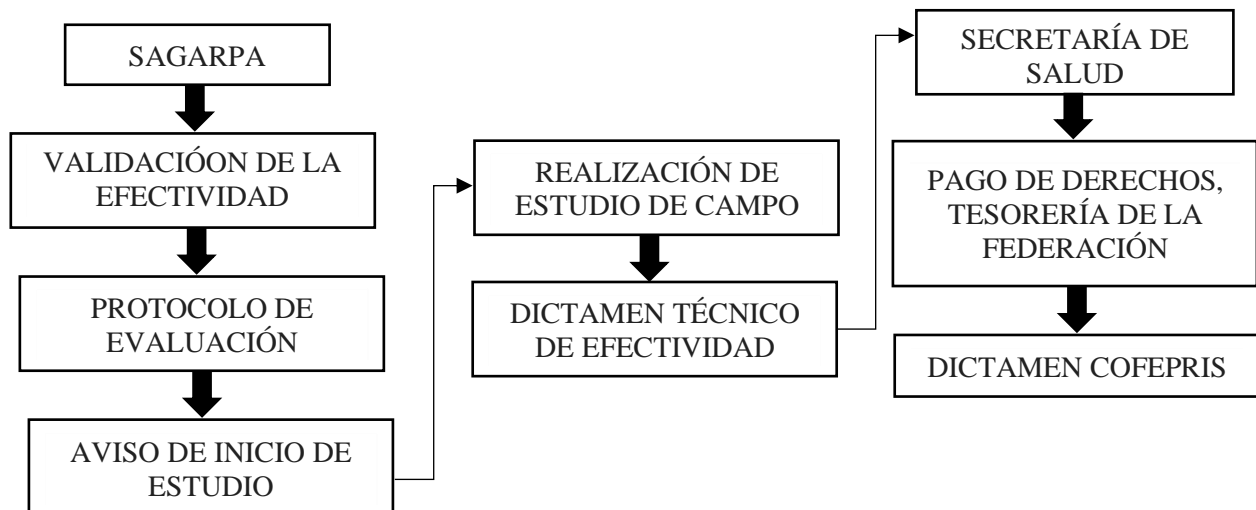 SAGARPA
VALIDACIÓON DE LA
EFECTIVIDAD
PROTOCOLO DE
EVALUACIÓN
AVISO DE INICIO DE
ESTUDIO
REALIZACIÓN DE
ESTUDIO DE CAMPO
DICTAMEN TÉCNICO
DE EFECTIVIDAD
SECRETARÍA DE
SALUD
PAGO DE DERECHOS,
TESORERÍA DE LA
FEDERACIÓN
DICTAMEN COFEPRIS